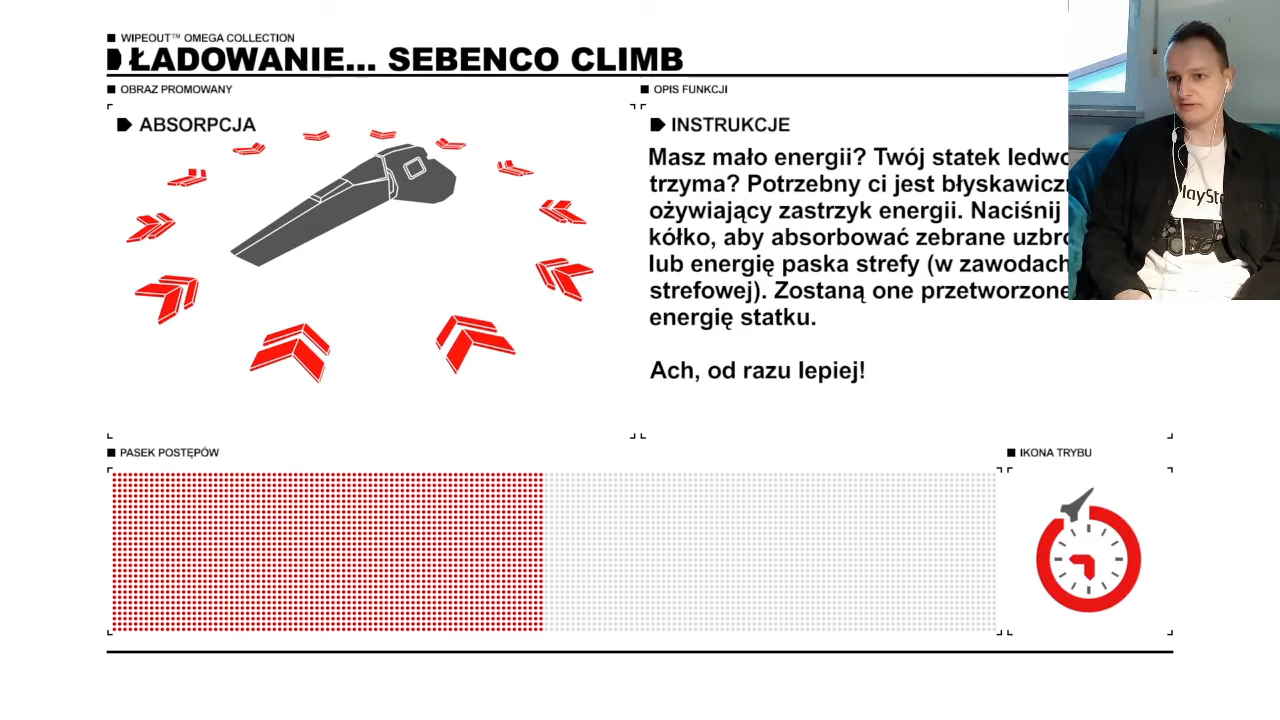 WIPEOUT™ OMEGA COLLECTION
ŁADOWANIE... SEBENCO CLIMB
OBRAZ PROMOWANY
OPIS FUNKCJI
ABSORPCJA
INSTRUKCJE
Masz mało energii? Twój statek
trzyma? Potrzebny ci jest
ożywiający zastrzyk energii. Naciśnij
kółko, aby absorbować zebrane
lub energię paska strefy (w zawodach
strefowej). Zostaną one przetworzone
energię statku.
Ach, od razu lepiej!
PASEK POSTĘPÓW
IKONA TRYBU